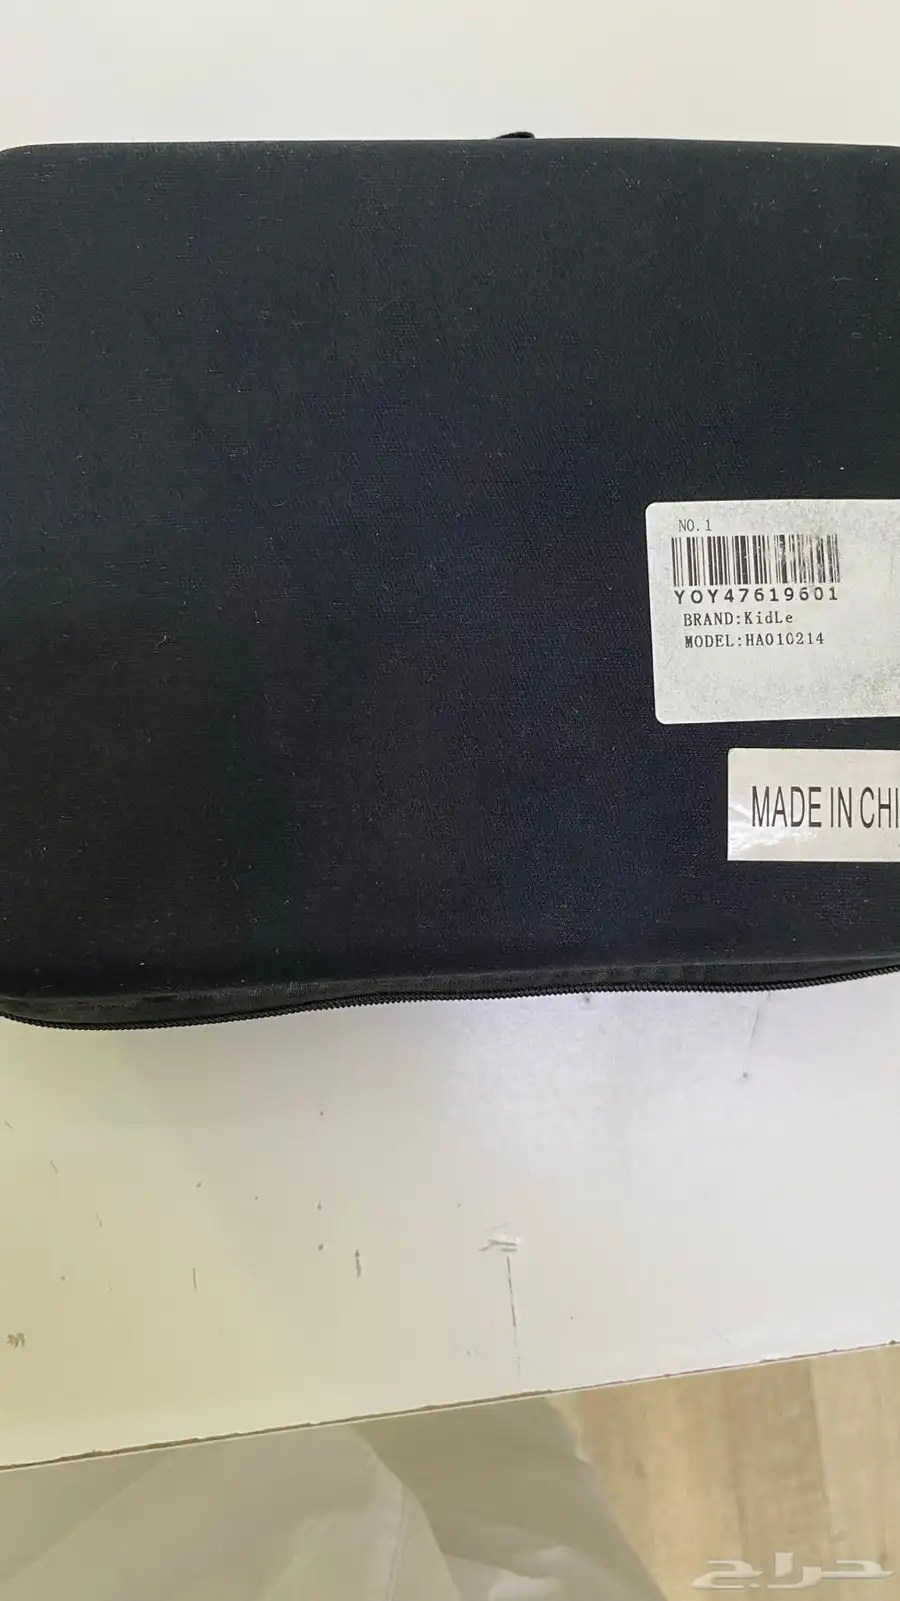 NO.1
YOY47619601
BRAND:KidLe
MODEL:HA010214
MADE IN CHI
حراج